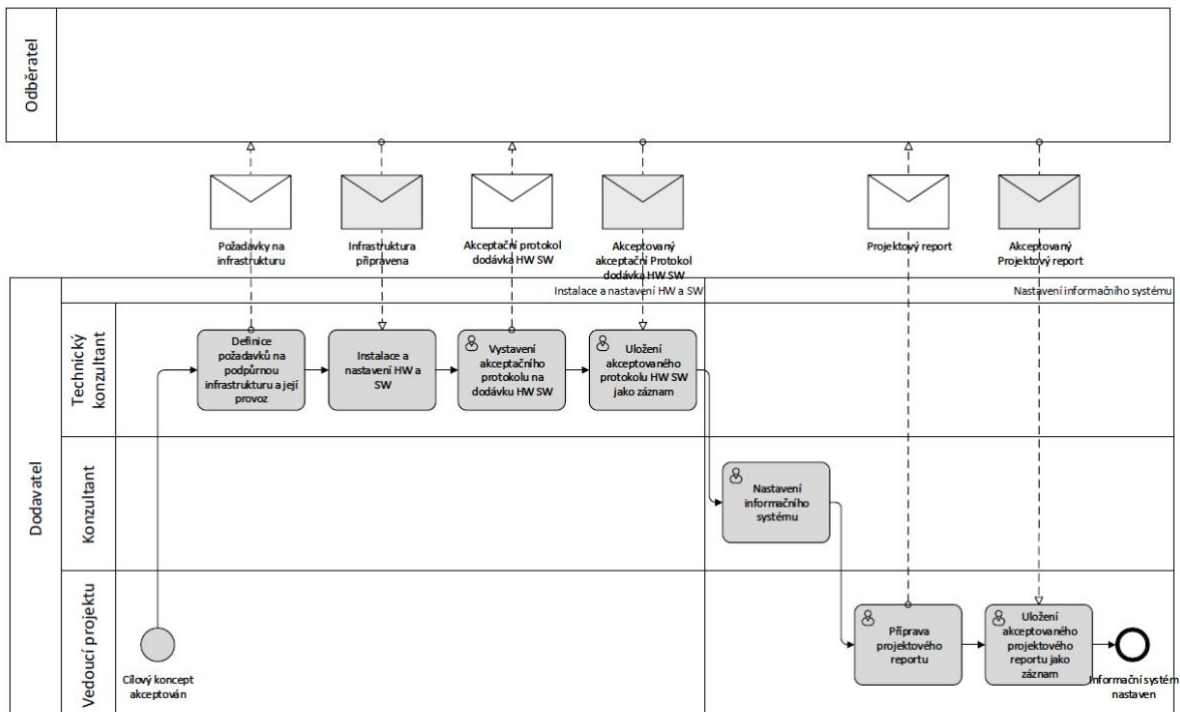 Odběratel
Požadávky na
infrastrukturu
Infrastruktura
připravena
Akceptační protokol
dodávka HW SW
Akceptovaný
akceptační Protokol
dodávka HW SW
Projektový report
Akceptovaný
Projektový report
Dodavatel
Instalace a nastavení HW a SW
Nastavení informačního systému
Technický
konzultant
Definice
požadavků na
podpůrnou
infrastrukturu a její
provoz
Instalace a
nastavení HW a
SW
Vystavení
akceptačního
protokolu na
dodávku HW SW
Uložení
akceptovaného
protokolu HW SW
jako záznam
Konzultant
Nastavení
informačního
systému
Vedoucí projektu
Cílový koncept
akceptován
Příprava
projektového
reportu
Uložení
akceptovaného
projektového
reportu jako
záznam
Informační systém
nastaven